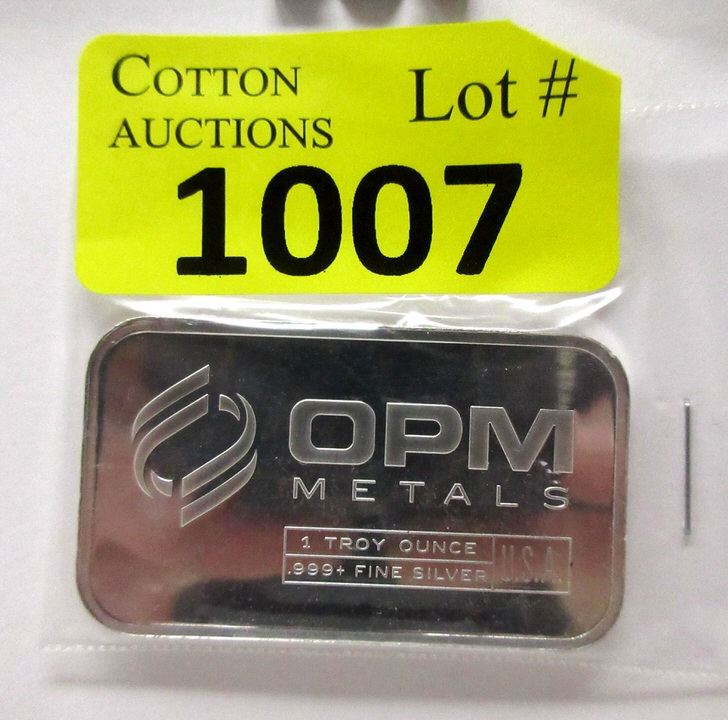 COTTON
AUCTIONS
Lot #
1007
OPM
METALS
1 TROY OUNCE
.999+ FINE SILVER
U.S.A.